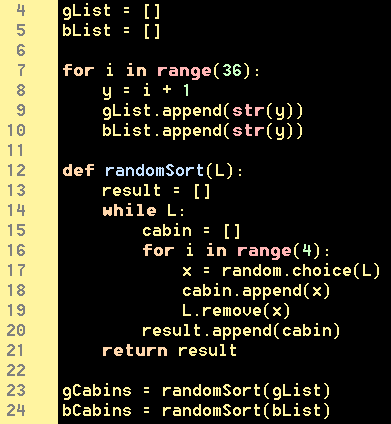 4 gList = []
5 bList = []
6
7 for i in range(36):
8     y = i + 1
9     gList.append(str(y))
10     bList.append(str(y))
11
12 def randomSort(L):
13     result = []
14     while L:
15         cabin = []
16         for i in range(4):
17             x = random.choice(L)
18             cabin.append(x)
19             L.remove(x)
20         result.append(cabin)
21     return result
22
23 gCabins = randomSort(gList)
24 bCabins = randomSort(bList)